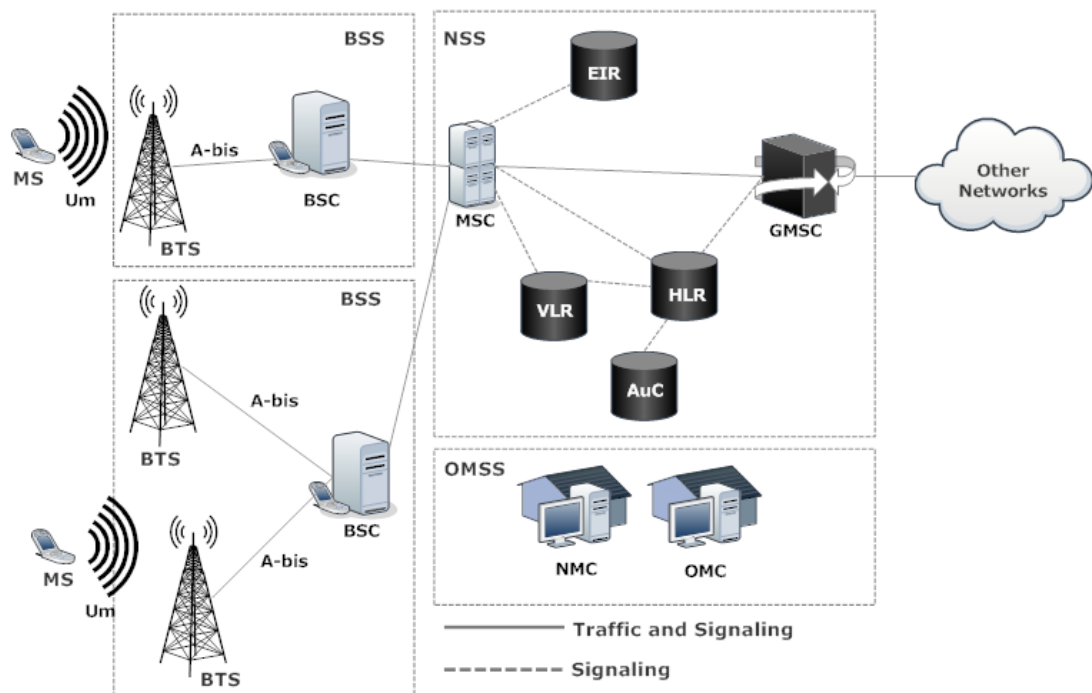 BSS
NSS
EIR
MS
Um
A-bis
BTS
BSC
MSC
GMSC
Other
Networks
VLR
HLR
AuC
BSS
A-bis
BTS
BSC
A-bis
MS
Um
BTS
OMSS
NMC
OMC
Traffic and Signaling
Signaling